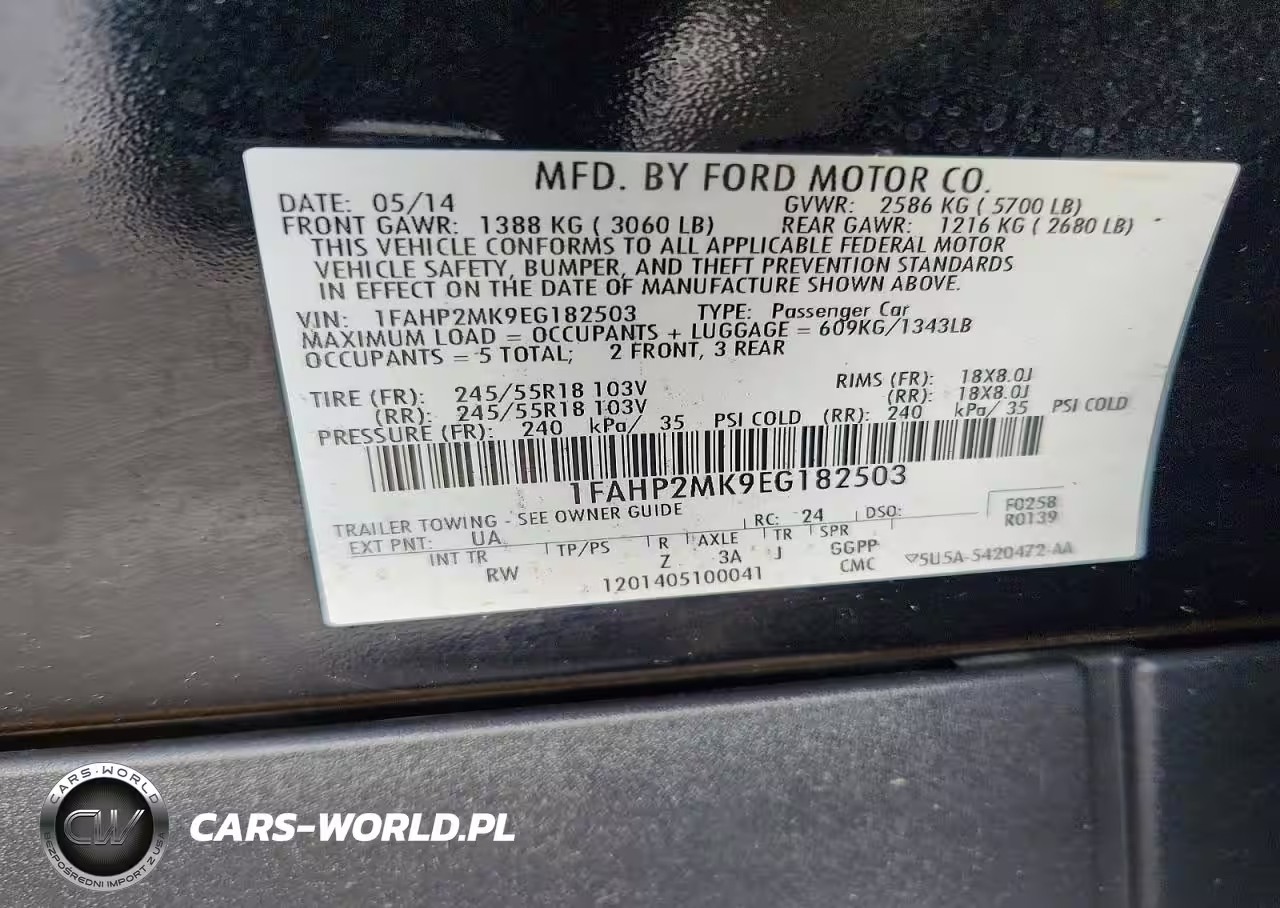 MFD. BY FORD MOTOR CO.
DATE: 05/14 GVWR: 2586 KG ( 5700 LB)
FRONT GAWR: 1388 KG ( 3060 LB) REAR GAWR: 1216 KG ( 2680 LB)
THIS VEHICLE CONFORMS TO ALL APPLICABLE FEDERAL MOTOR
VEHICLE SAFETY, BUMPER, AND THEFT PREVENTION STANDARDS
IN EFFECT ON THE DATE OF MANUFACTURE SHOWN ABOVE.
VIN: 1FAHP2MK9EG182503 TYPE: Passenger Car
MAXIMUM LOAD = OCCUPANTS + LUGGAGE = 609KG/1343LB
OCCUPANTS = 5 TOTAL; 2 FRONT, 3 REAR
TIRE (FR): 245/55R18 103V RIMS (FR): 18X8.0J
(RR): 245/55R18 103V (RR): 18X8.0J
PRESSURE (FR): 240 kPa/ 35 PSI COLD (RR): 240 kPa/ 35 PSI COLD
1FAHP2MK9EG182503
TRAILER TOWING - SEE OWNER GUIDE
F0258
R0139
EXT PNT: UA RC: 24 DSO:
INT TR TP/PS R AXLE TR SPR
RW Z 3A J GGPP
CMC
1201405100041
5U5A-5420472-AA
CARS-WORLD
CW
BEZPOŚREDNI IMPORT Z USA
CARS-WORLD.PL